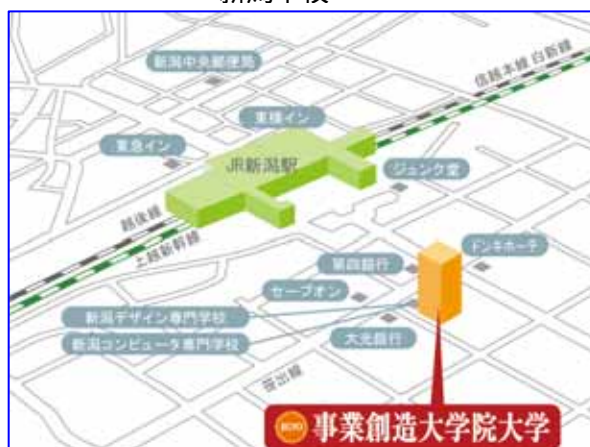 新潟中央郵便局
信越本線 白新線
東横イン
東急イン
JR新潟駅
ジュンク堂
越後線
上越新幹線
ドンキホーテ
第四銀行
セーブオン
新潟デザイン専門学校
新潟コンピュータ専門学校
大光銀行
笹出線
事業創造大学院大学